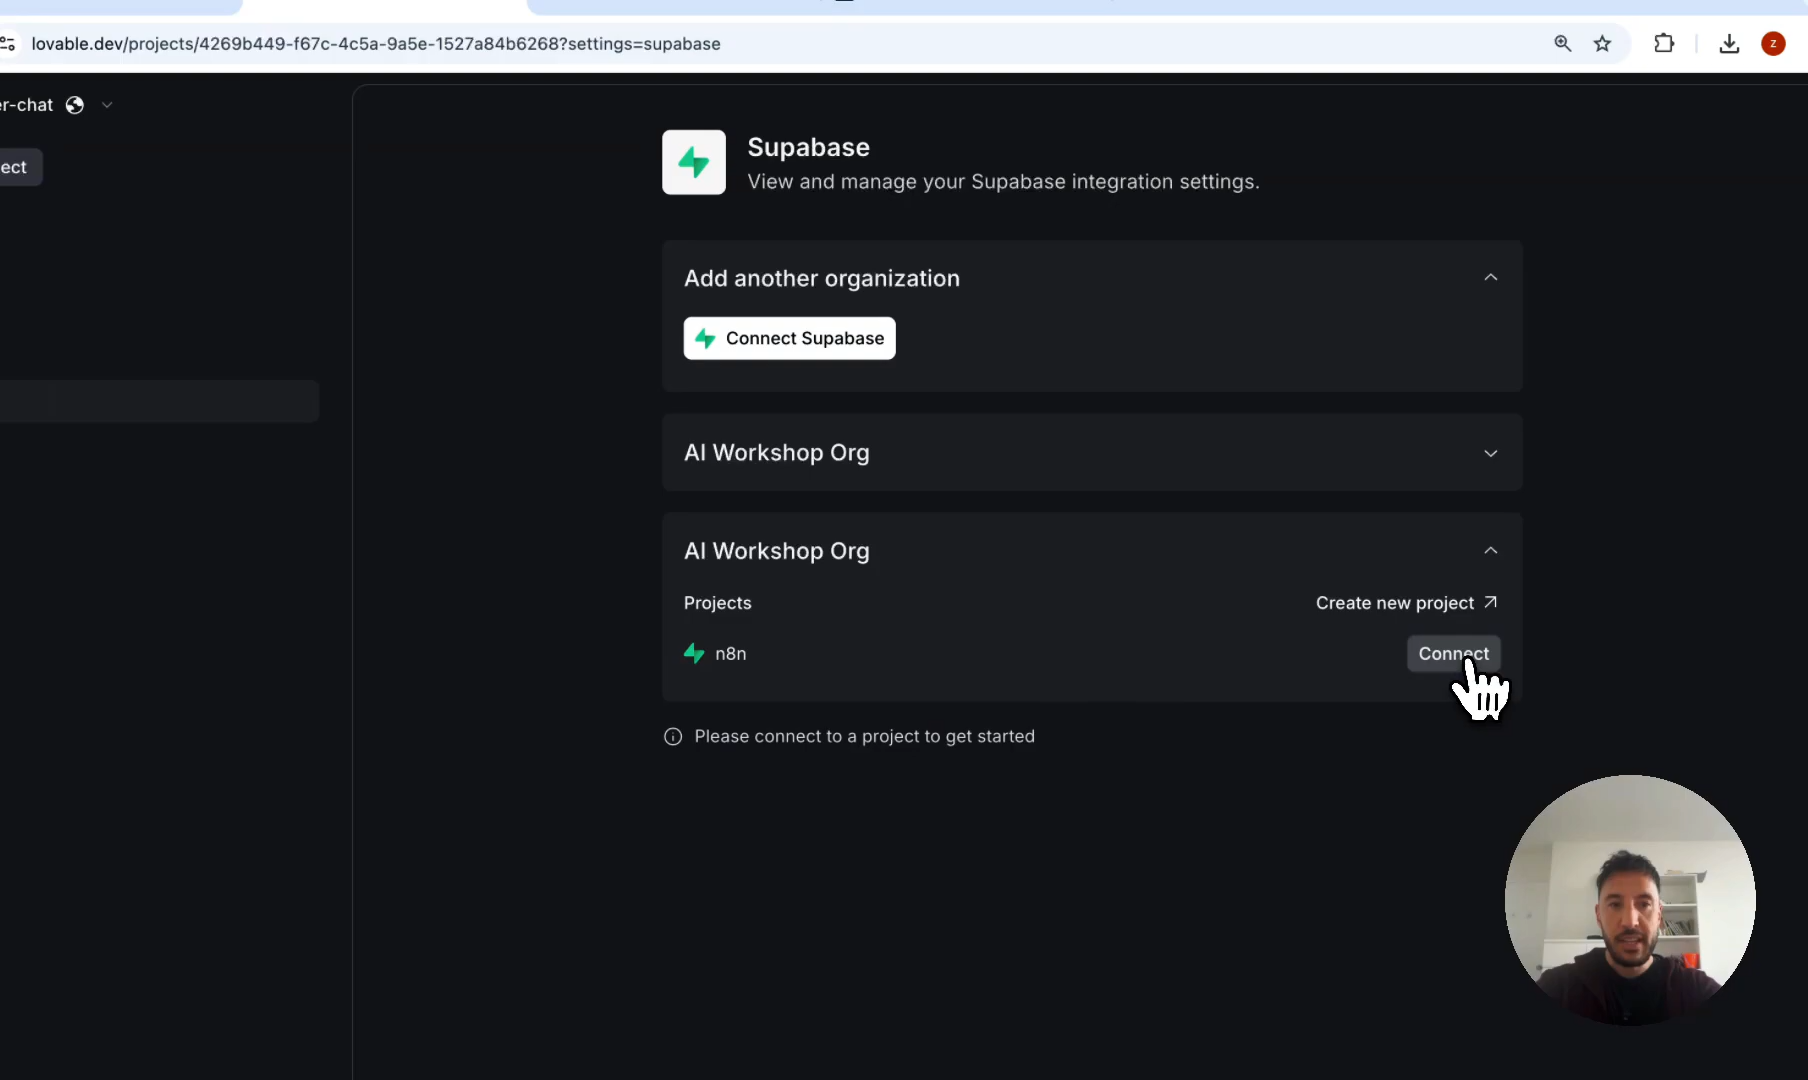 lovable.dev/projects/4269b449-f67c-4c5a-9a5e-1527a84b6268?settings=supabase
z
er-chat
ect
Supabase
View and manage your Supabase integration settings.
Add another organization
Connect Supabase
AI Workshop Org
AI Workshop Org
Projects
Create new project
n8n
Connect
Please connect to a project to get started